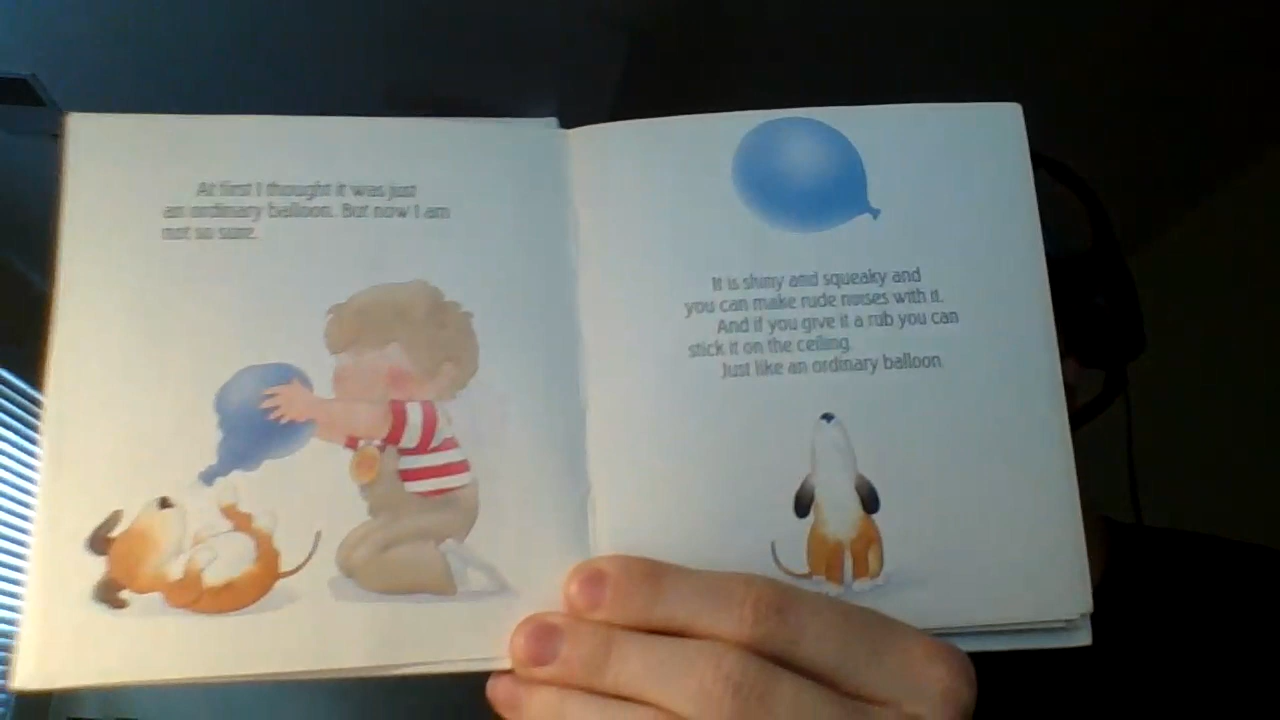 At first I thought it was just
an ordinary balloon. But now I am
not so sure.
It is shiny and squeaky and
you can make rude noises with it.
And if you give it a rub you can
stick it on the ceiling.
Just like an ordinary balloon.